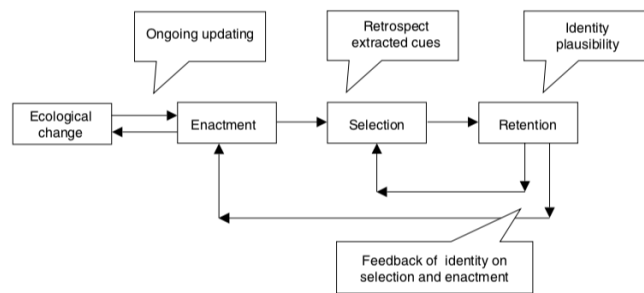 Ongoing updating
Retrospect
extracted cues
Identity
plausibility
Ecological
change
Enactment
Selection
Retention
Feedback of identity on
selection and enactment